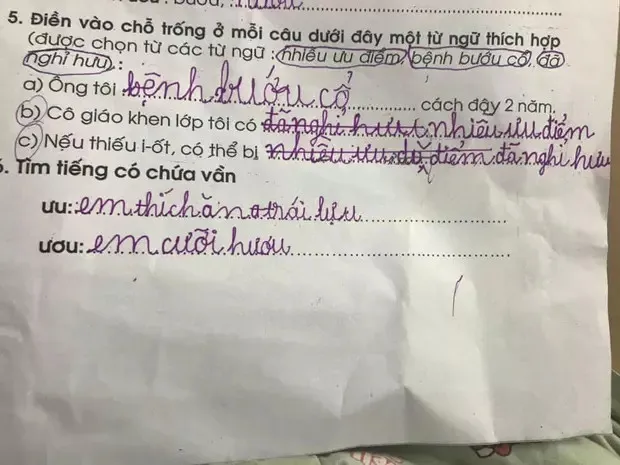 5. Điền vào chỗ trống ở mỗi câu dưới đây một từ ngữ thích hợp
(được chọn từ các từ ngữ : nhiều ưu điểm, bệnh bướu cổ, đã
nghỉ hưu). :
a) Ông tôi bệnh bướu cổ cách đây 2 năm.
b) Cô giáo khen lớp tôi có đã nghỉ hưu nhiều ưu điểm
c) Nếu thiếu i-ốt, có thể bị nhiều ưu điểm đã nghỉ hưu
6. Tìm tiếng có chứa vần
ưu: em thích ăn trái lựu
ươu: em cưỡi hươu